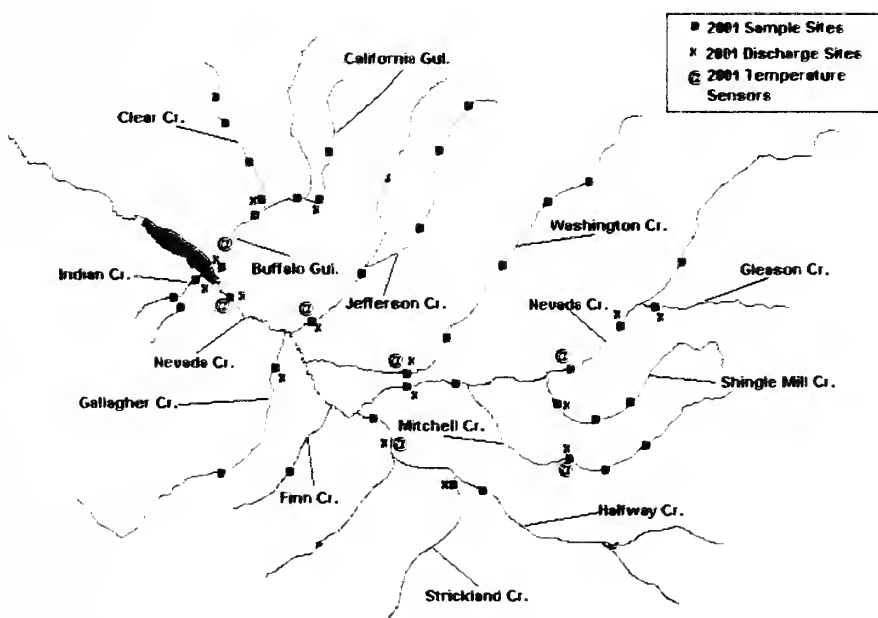 2001 Sample Sites
2001 Discharge Sites
@ 2001 Temperature
Sensors
California Gul.
Clear Cr.
Washington Cr.
Indian Cr.
Buffalo Gul.
Gleason Cr.
Jefferson Cr.
Nevada Cr.
Nevada Cr.
Shingle Mill Cr.
Gallagher Cr.
Mitchell Cr.
Finn Cr.
Halfway Cr.
Strickland Cr.